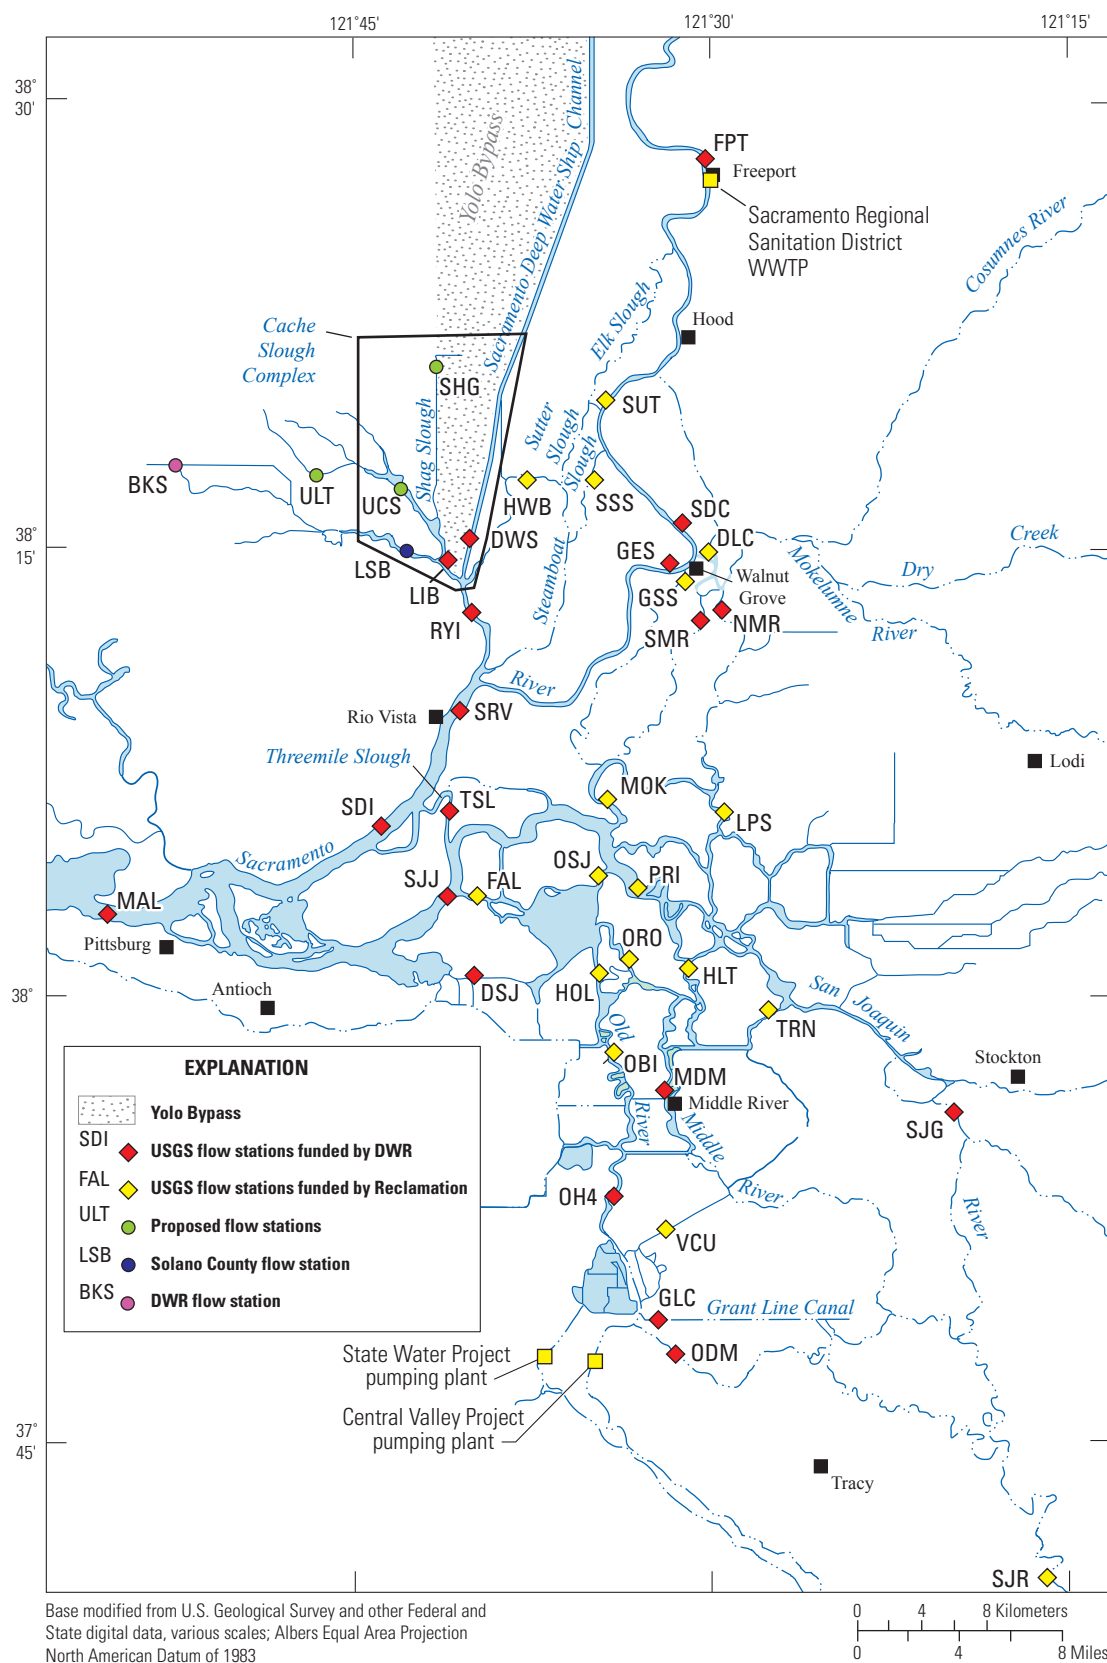 121°45'
121°30'
121°15'
38°
30'
FPT
Freeport
Sacramento Regional
Sanitation District
WWTP
Yolo Bypass
Sacramento Deep Water Ship Channel
Cosumnes River
Elk Slough
Hood
Cache
Slough
Complex
SHG
SUT
Shag Slough
Sutter
Slough
Slough
BKS
ULT
UCS
HWB
SSS
SDC
DWS
GES
DLC
38°
15'
LSB
LIB
Walnut
Grove
GSS
Mokelumne
River
Dry
Creek
Steamboat
RYI
SMR
NMR
River
SRV
Rio Vista
Threemile Slough
Lodi
MOK
TSL
SDI
LPS
Sacramento
OSJ
PRI
SJJ
FAL
MAL
Pittsburg
ORO
HLT
Antioch
DSJ
HOL
San
Joaquin
38°
TRN
Old
River
Stockton
OBI
MDM
Middle River
Middle
River
SJG
River
OH4
VCU
GLC
Grant Line Canal
ODM
EXPLANATION
Yolo Bypass
SDI
USGS flow stations funded by DWR
FAL
USGS flow stations funded by Reclamation
ULT
Proposed flow stations
LSB
Solano County flow station
BKS
DWR flow station
State Water Project
pumping plant
Central Valley Project
pumping plant
37°
45'
Tracy
SJR
Base modified from U.S. Geological Survey and other Federal and
State digital data, various scales; Albers Equal Area Projection
North American Datum of 1983
0 4 8 Kilometers
0 4 8 Miles